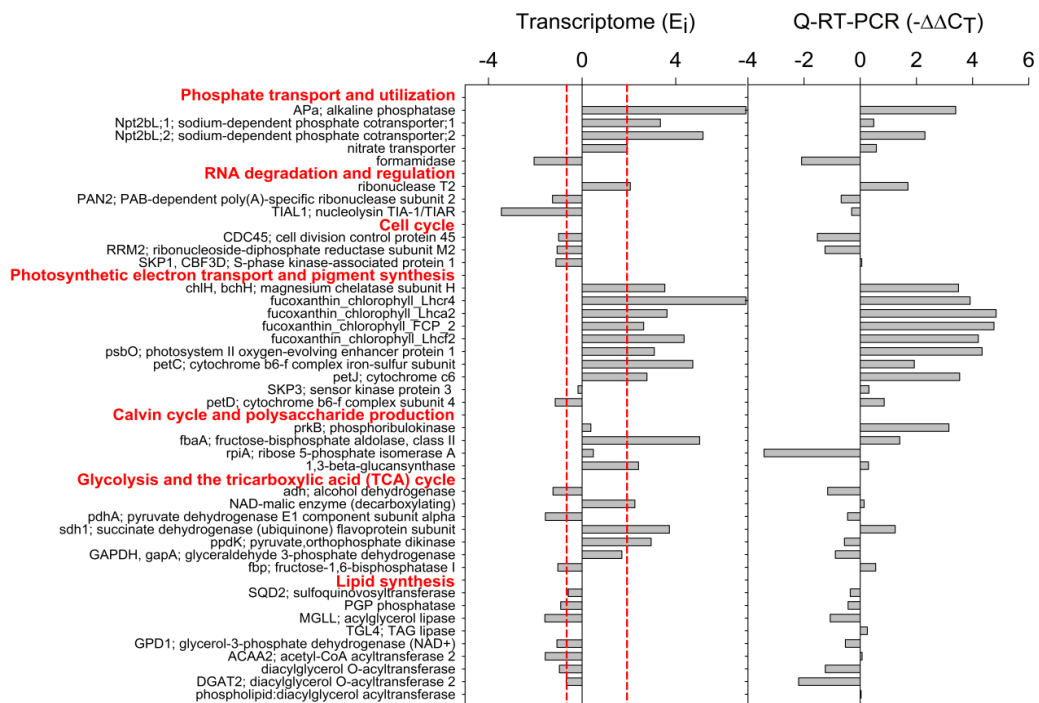 Transcriptome (Ei) Q-RT-PCR (-ΔΔCT)
-4 0 4 -4 -2 0 2 4 6
Phosphate transport and utilization
APa; alkaline phosphatase
Npt2bL;1; sodium-dependent phosphate cotransporter;1
Npt2bL;2; sodium-dependent phosphate cotransporter;2
nitrate transporter
formamidase
RNA degradation and regulation
ribonuclease T2
PAN2; PAB-dependent poly(A)-specific ribonuclease subunit 2
TIAL1; nucleolysin TIA-1/TIAR
Cell cycle
CDC45; cell division control protein 45
RRM2; ribonucleoside-diphosphate reductase subunit M2
SKP1, CBF3D; S-phase kinase-associated protein 1
Photosynthetic electron transport and pigment synthesis
chlH, bchH; magnesium chelatase subunit H
fucoxanthin_chlorophyll_Lhcr4
fucoxanthin_chlorophyll_Lhca2
fucoxanthin_chlorophyll_FCP_2
fucoxanthin_chlorophyll_Lhcf2
psbO; photosystem II oxygen-evolving enhancer protein 1
petC; cytochrome b6-f complex iron-sulfur subunit
petJ; cytochrome c6
SKP3; sensor kinase protein 3
petD; cytochrome b6-f complex subunit 4
Calvin cycle and polysaccharide production
prkB; phosphoribulokinase
fbaA; fructose-bisphosphate aldolase, class II
rpiA; ribose 5-phosphate isomerase A
1,3-beta-glucansynthase
Glycolysis and the tricarboxylic acid (TCA) cycle
adh; alcohol dehydrogenase
NAD-malic enzyme (decarboxylating)
pdhA; pyruvate dehydrogenase E1 component subunit alpha
sdh1; succinate dehydrogenase (ubiquinone) flavoprotein subunit
ppdK; pyruvate,orthophosphate dikinase
GAPDH, gapA; glyceraldehyde 3-phosphate dehydrogenase
fbp; fructose-1,6-bisphosphatase I
Lipid synthesis
SQD2; sulfoquinovosyltransferase
PGP phosphatase
MGLL; acylglycerol lipase
TGL4; TAG lipase
GPD1; glycerol-3-phosphate dehydrogenase (NAD+)
ACAA2; acetyl-CoA acyltransferase 2
diacylglycerol O-acyltransferase
DGAT2; diacylglycerol O-acyltransferase 2
phospholipid:diacylglycerol acyltransferase